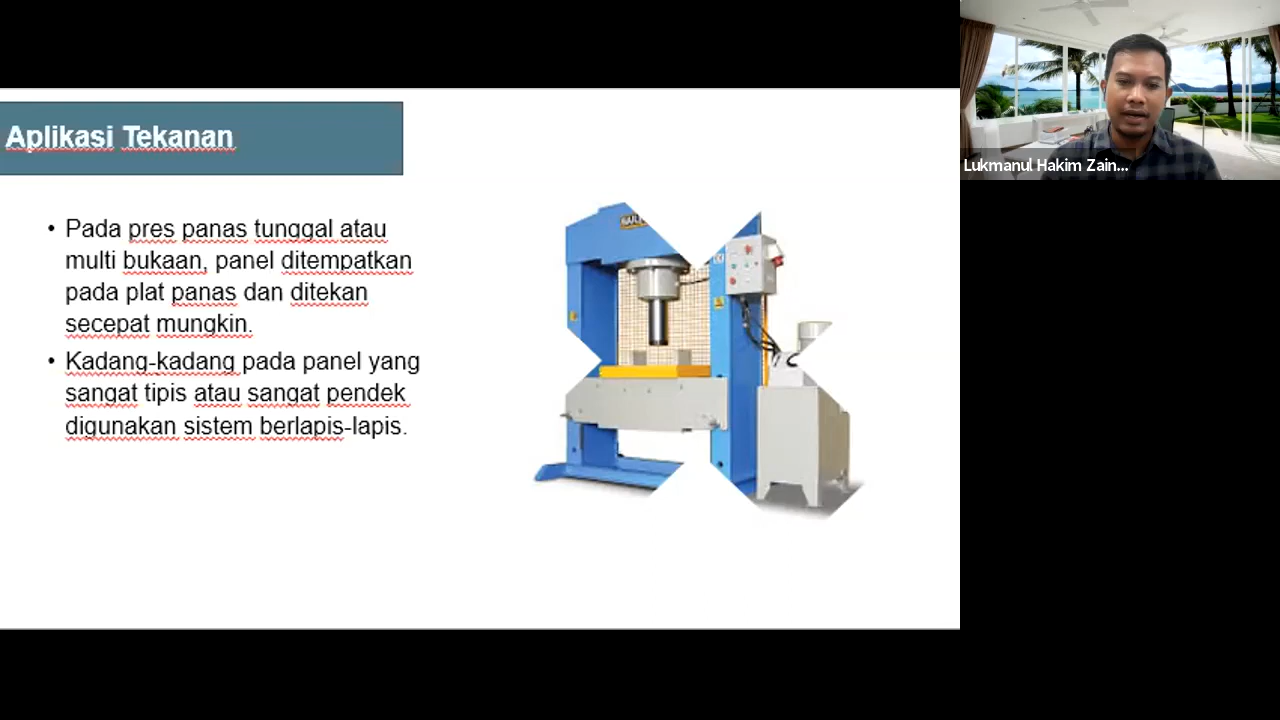 Aplikasi Tekanan
• Pada pres panas tunggal atau
multi bukaan, panel ditempatkan
pada plat panas dan ditekan
secepat mungkin.
• Kadang-kadang pada panel yang
sangat tipis atau sangat pendek
digunakan sistem berlapis-lapis.
Lukmanul Hakim Zain...